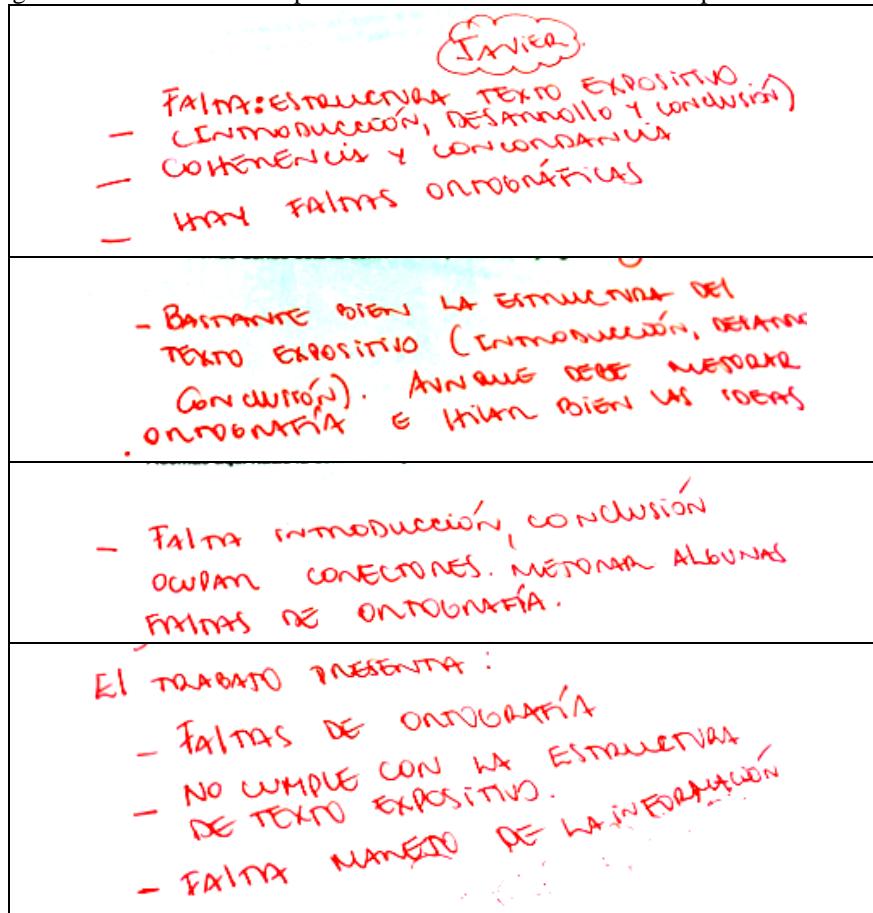 JAVIER.
FALTA: ESTRUCTURA TEXTO EXPOSITIVO.
– (INTRODUCCIÓN, DESARROLLO Y CONCLUSIÓN)
– COHERENCIA Y CONCORDANCIA
– HAY FALTAS ORTOGRÁFICAS
- BASTANTE BIEN LA ESTRUCTURA DEL
TEXTO EXPOSITIVO (INTRODUCCIÓN, DESARR
CONCLUSIÓN). AUNQUE DEBE MEJORAR
ORTOGRAFÍA E HILAR BIEN LAS IDEAS
- FALTA INTRODUCCIÓN, CONCLUSIÓN
OCUPAR CONECTORES. MEJORAR ALGUNAS
FALTAS DE ORTOGRAFÍA.
El TRABAJO PRESENTA :
- FALTAS DE ORTOGRAFÍA
- NO CUMPLE CON LA ESTRUCTURA
DE TEXTO EXPOSITIVO.
- FALTA MANEJO DE LA INFORMACIÓN